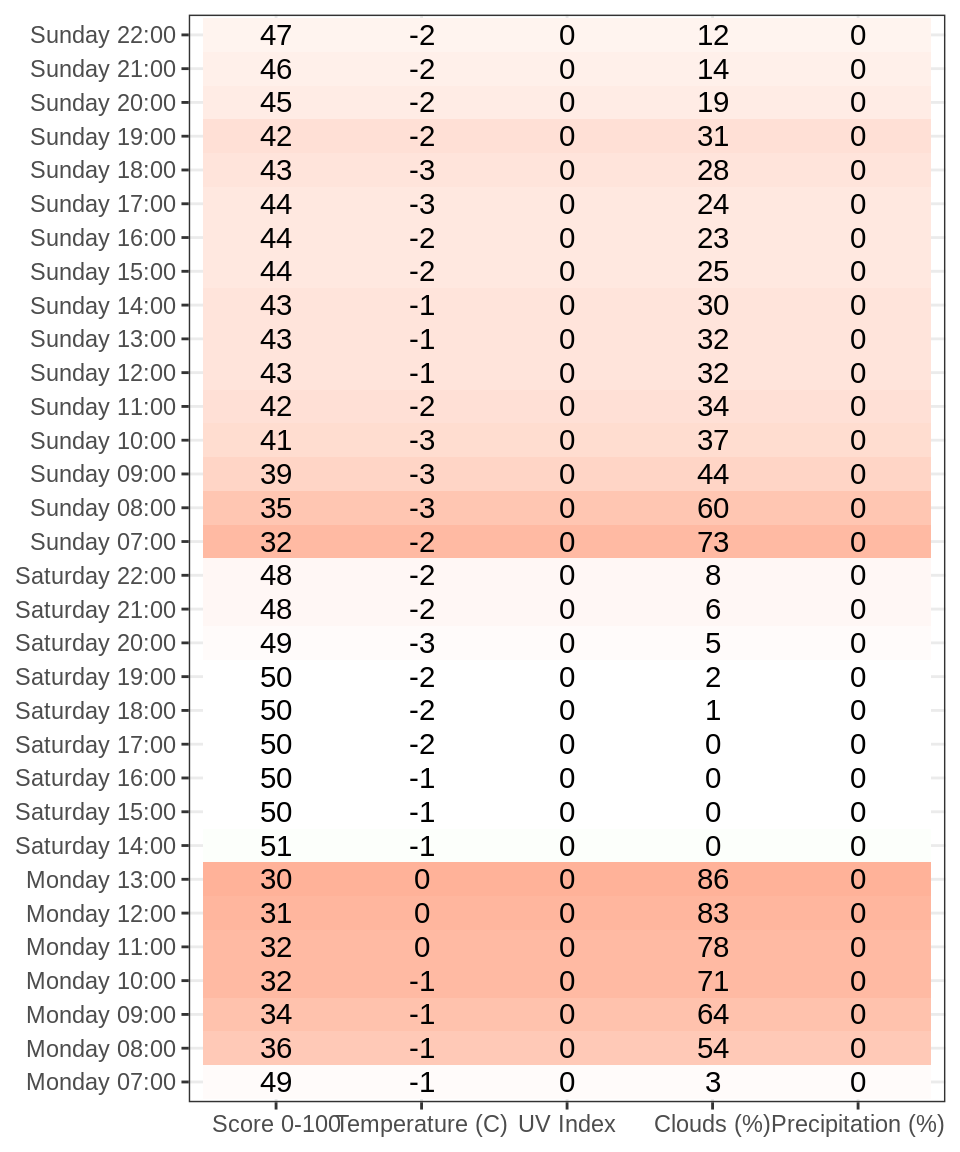 Sunday 22:00 47 -2 0 12 0
Sunday 21:00 46 -2 0 14 0
Sunday 20:00 45 -2 0 19 0
Sunday 19:00 42 -2 0 31 0
Sunday 18:00 43 -3 0 28 0
Sunday 17:00 44 -3 0 24 0
Sunday 16:00 44 -2 0 23 0
Sunday 15:00 44 -2 0 25 0
Sunday 14:00 43 -1 0 30 0
Sunday 13:00 43 -1 0 32 0
Sunday 12:00 43 -1 0 32 0
Sunday 11:00 42 -2 0 34 0
Sunday 10:00 41 -3 0 37 0
Sunday 09:00 39 -3 0 44 0
Sunday 08:00 35 -3 0 60 0
Sunday 07:00 32 -2 0 73 0
Saturday 22:00 48 -2 0 8 0
Saturday 21:00 48 -2 0 6 0
Saturday 20:00 49 -3 0 5 0
Saturday 19:00 50 -2 0 2 0
Saturday 18:00 50 -2 0 1 0
Saturday 17:00 50 -2 0 0 0
Saturday 16:00 50 -1 0 0 0
Saturday 15:00 50 -1 0 0 0
Saturday 14:00 51 -1 0 0 0
Monday 13:00 30 0 0 86 0
Monday 12:00 31 0 0 83 0
Monday 11:00 32 0 0 78 0
Monday 10:00 32 -1 0 71 0
Monday 09:00 34 -1 0 64 0
Monday 08:00 36 -1 0 54 0
Monday 07:00 49 -1 0 3 0
Score 0-100 Temperature (C) UV Index Clouds (%) Precipitation (%)